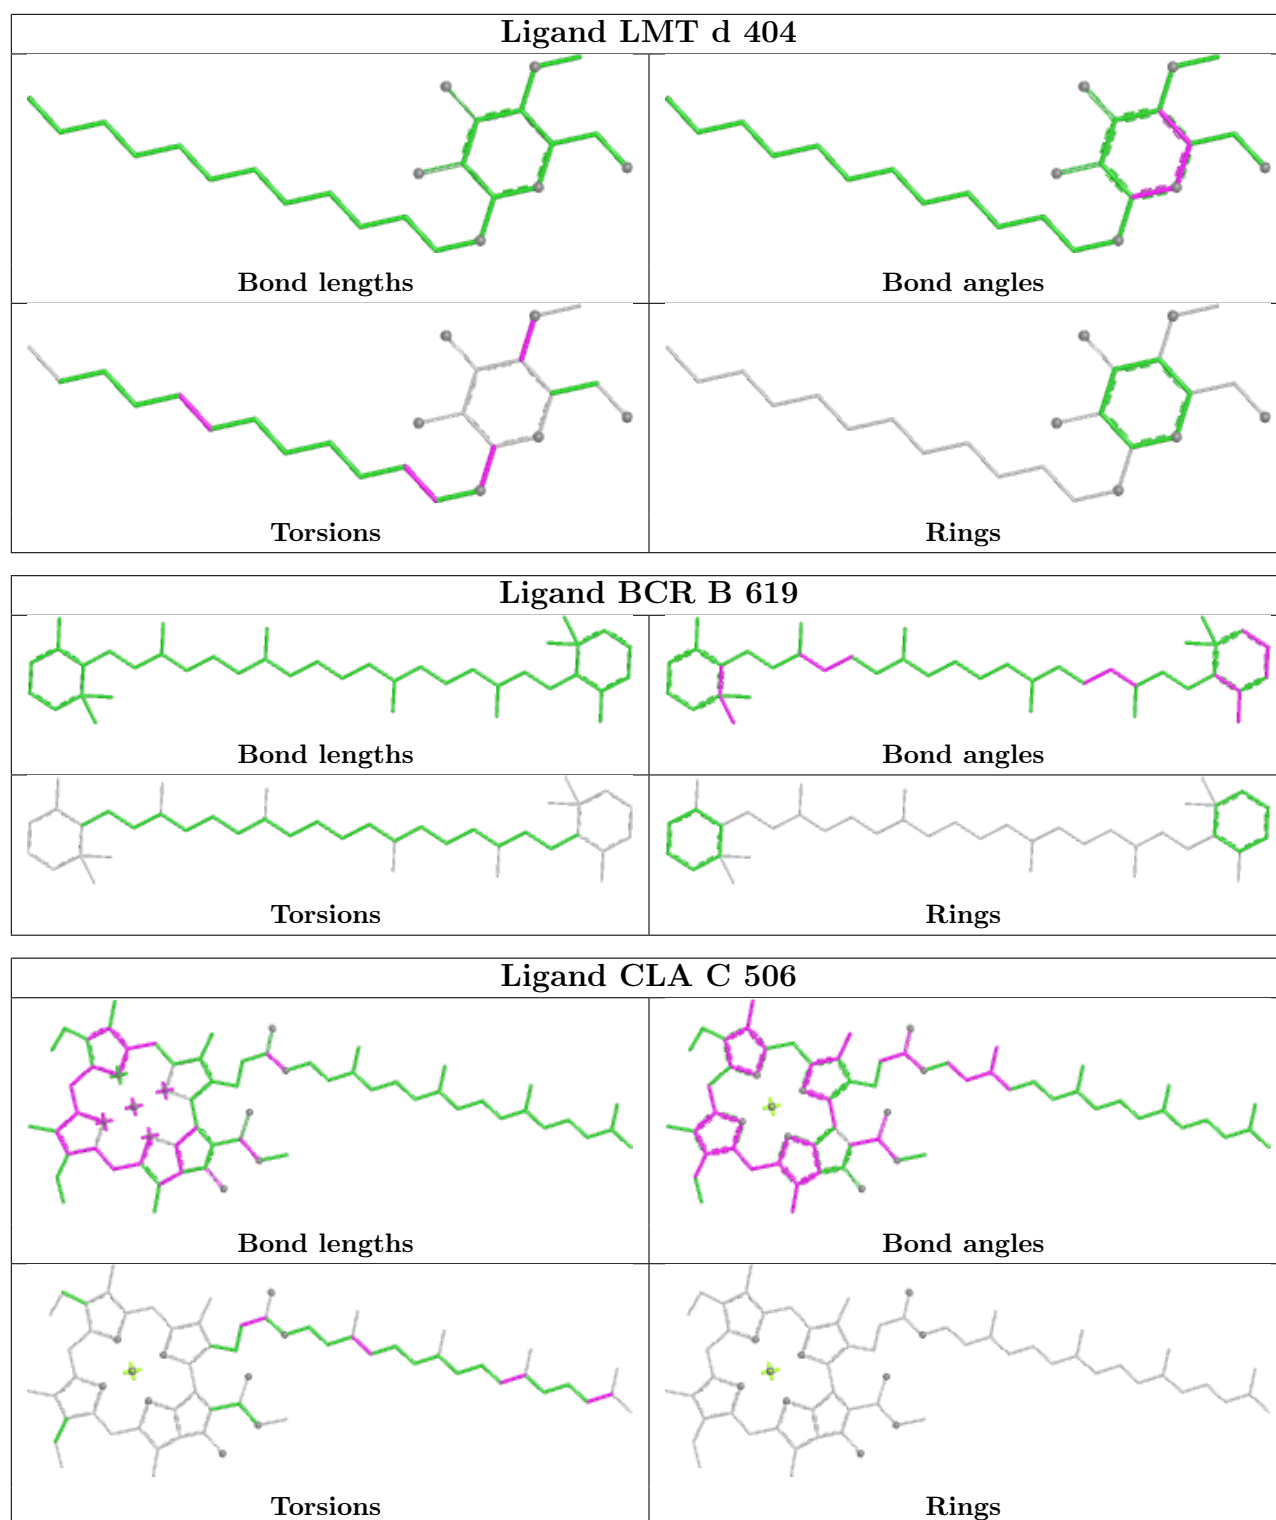 Ligand LMT d 404
Bond lengths
Bond angles
Torsions
Rings
Ligand BCR B 619
Bond lengths
Bond angles
Torsions
Rings
Ligand CLA C 506
Bond lengths
Bond angles
Torsions
Rings